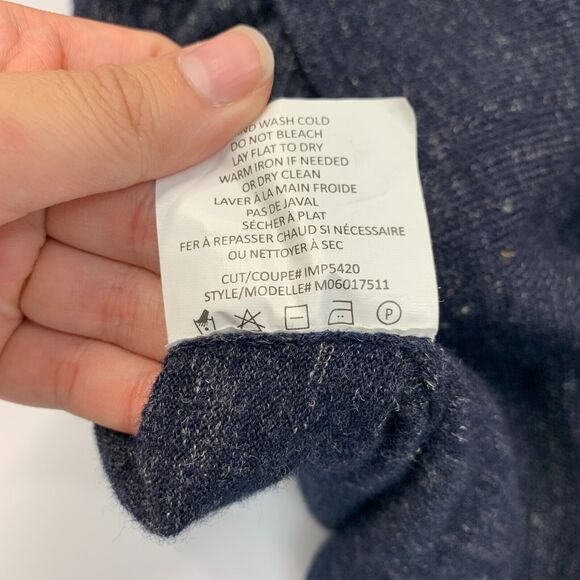 WASH COLD
DO NOT BLEACH
LAY FLAT TO DRY
WARM IRON IF NEEDED
OR DRY CLEAN
LAVER À LA MAIN FROIDE
PAS DE JAVAL
SÉCHER À PLAT
FER À REPASSER CHAUD SI NÉCESSAIRE
OU NETTOYER À SEC
CUT/COUPE# IMP5420
STYLE/MODELLE# M06017511
P